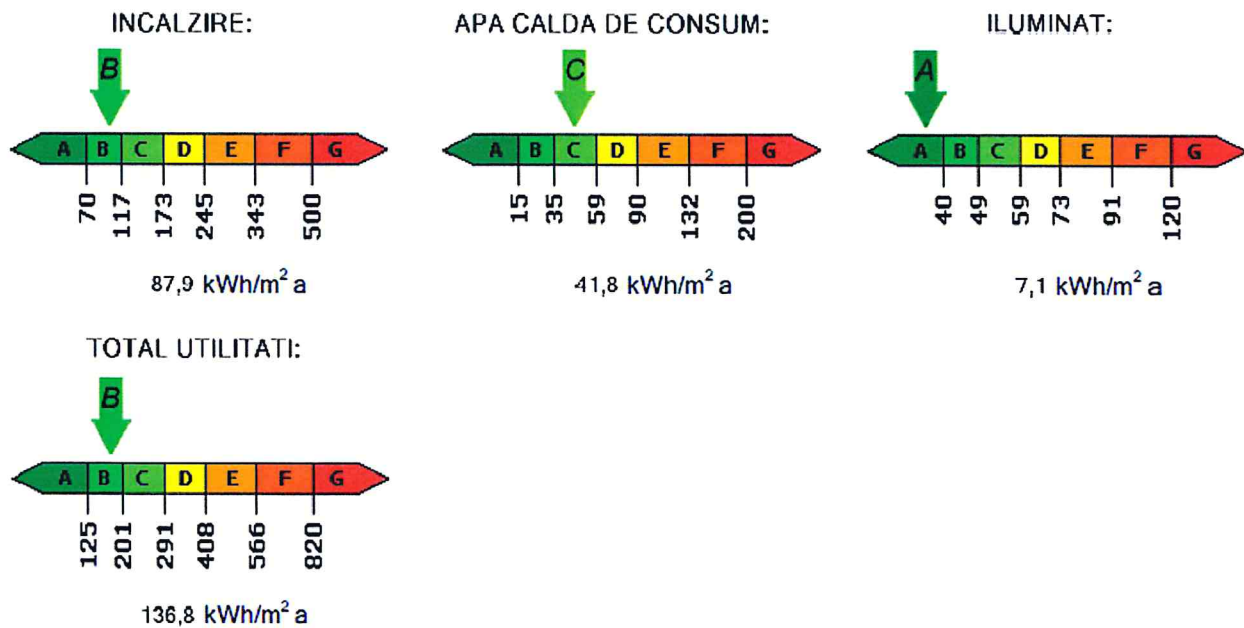 INCALZIRE:
B
A B C D E F G
70 117 173 245 343 500
87,9 kWh/m² a
APA CALDA DE CONSUM:
C
A B C D E F G
15 35 59 90 132 200
41,8 kWh/m² a
ILUMINAT:
A
A B C D E F G
40 49 59 73 91 120
7,1 kWh/m² a
TOTAL UTILITATI:
B
A B C D E F G
125 201 291 408 566 820
136,8 kWh/m² a